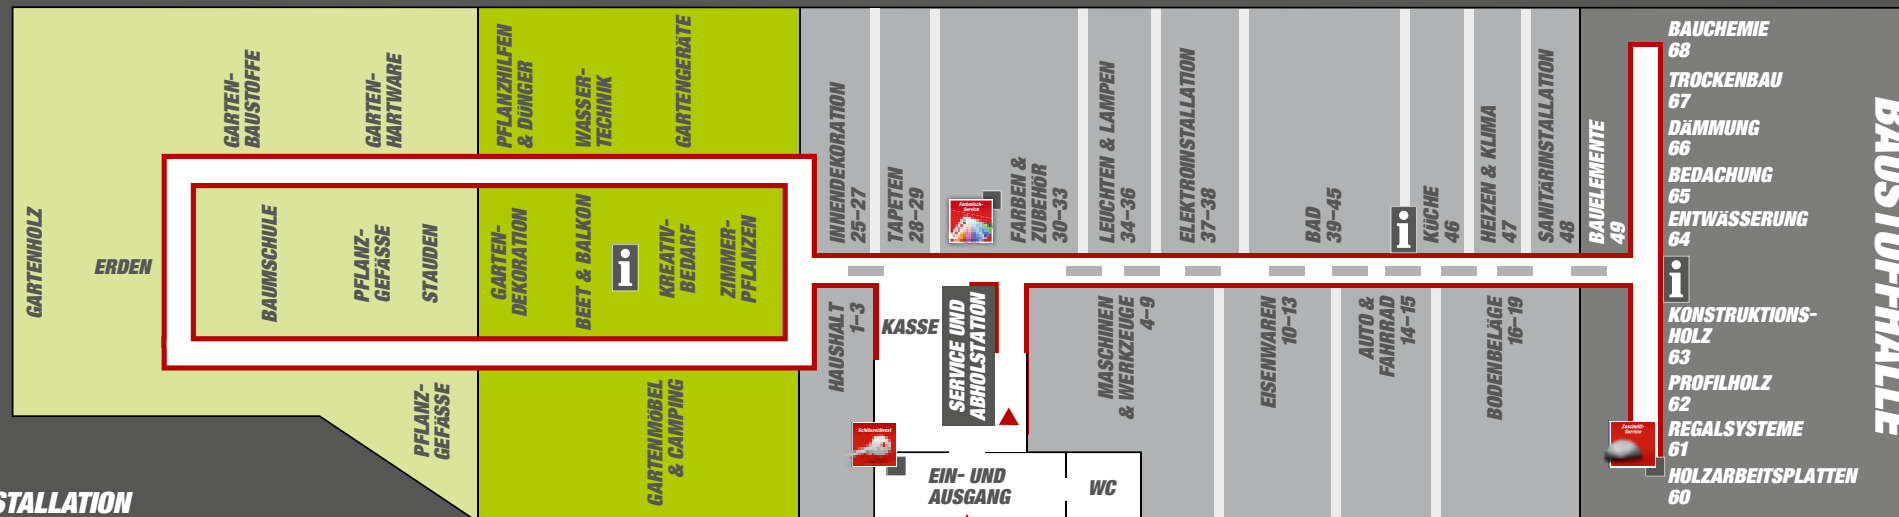 GARTENHOLZ
ERDEN
GARTEN-
BAUSTOFFE
GARTEN-
HARTWARE
PFLANZHILFEN
& DÜNGER
WASSER-
TECHNIK
GARTENGERÄTE
BAUMSCHULE
PFLANZ-
GEFÄSSE
STAUDEN
GARTEN-
DEKORATION
BEET & BALKON
i
KREATIV-
BEDARF
ZIMMER-
PFLANZEN
PFLANZ-
GEFÄSSE
GARTENMÖBEL
& CAMPING
STALLATION
INNENDEKORATION
25–27
TAPETEN
28–29
Farbmisch-
Service
FARBEN &
ZUBEHÖR
30–33
LEUCHTEN & LAMPEN
34–36
ELEKTROINSTALLATION
37–38
BAD
39–45
i
KÜCHE
46
HEIZEN & KLIMA
47
SANITÄRINSTALLATION
48
BAUELEMENTE
49
HAUSHALT
1–3
KASSE
SERVICE UND
ABHOLSTATION
Schlüsseldienst
EIN- UND
AUSGANG
WC
MASCHINEN
& WERKZEUGE
4–9
EISENWAREN
10–13
AUTO &
FAHRRAD
14–15
BODENBELÄGE
16–19
BAUCHEMIE
68
TROCKENBAU
67
DÄMMUNG
66
BEDACHUNG
65
ENTWÄSSERUNG
64
i
KONSTRUKTIONS-
HOLZ
63
PROFILHOLZ
62
Zuschnitt-
Service
REGALSYSTEME
61
HOLZARBEITSPLATTEN
60
BAUSTOFFHALLE